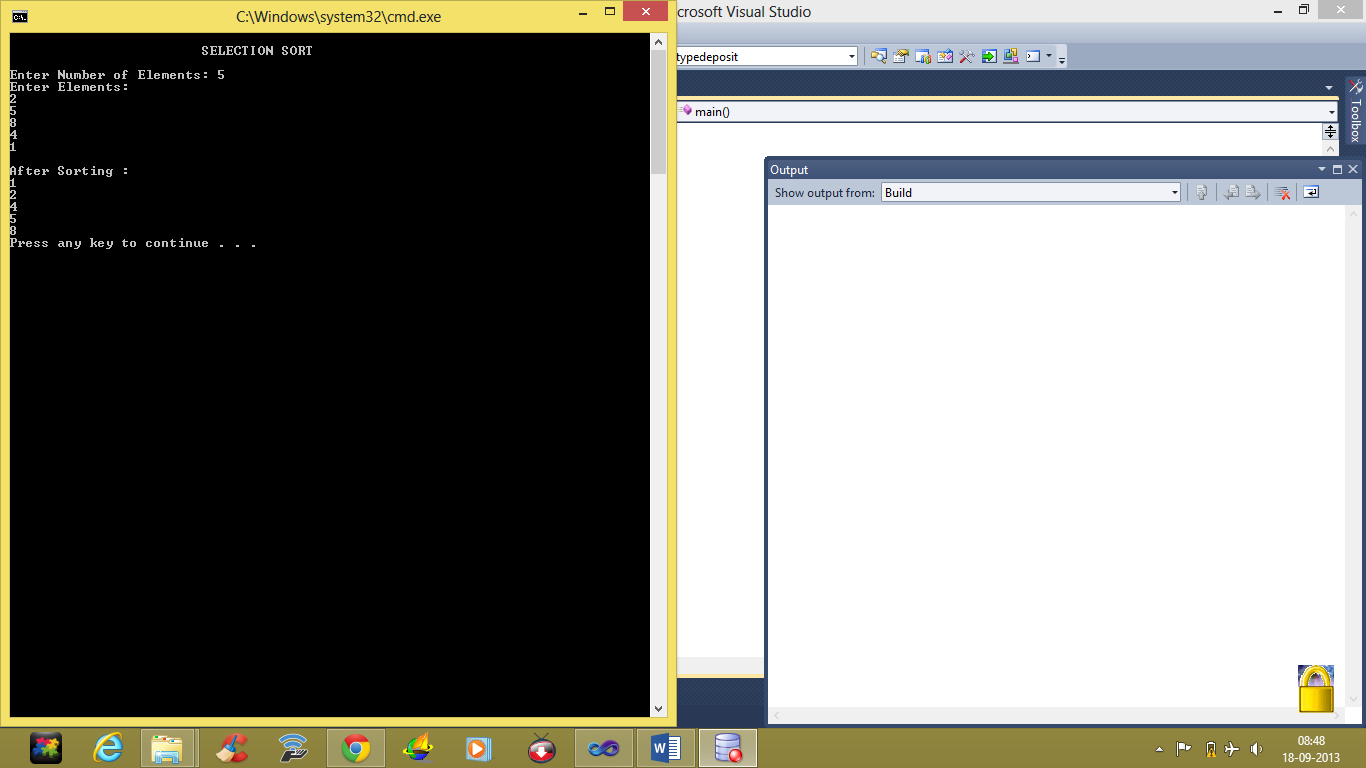 C:\Windows\system32\cmd.exe
SELECTION SORT
Enter Number of Elements: 5
Enter Elements:
2
5
8
4
1
After Sorting :
1
2
4
5
8
Press any key to continue . . .
crosoft Visual Studio
typedeposit
main()
Toolbox
Output
Show output from: Build
08:48
18-09-2013